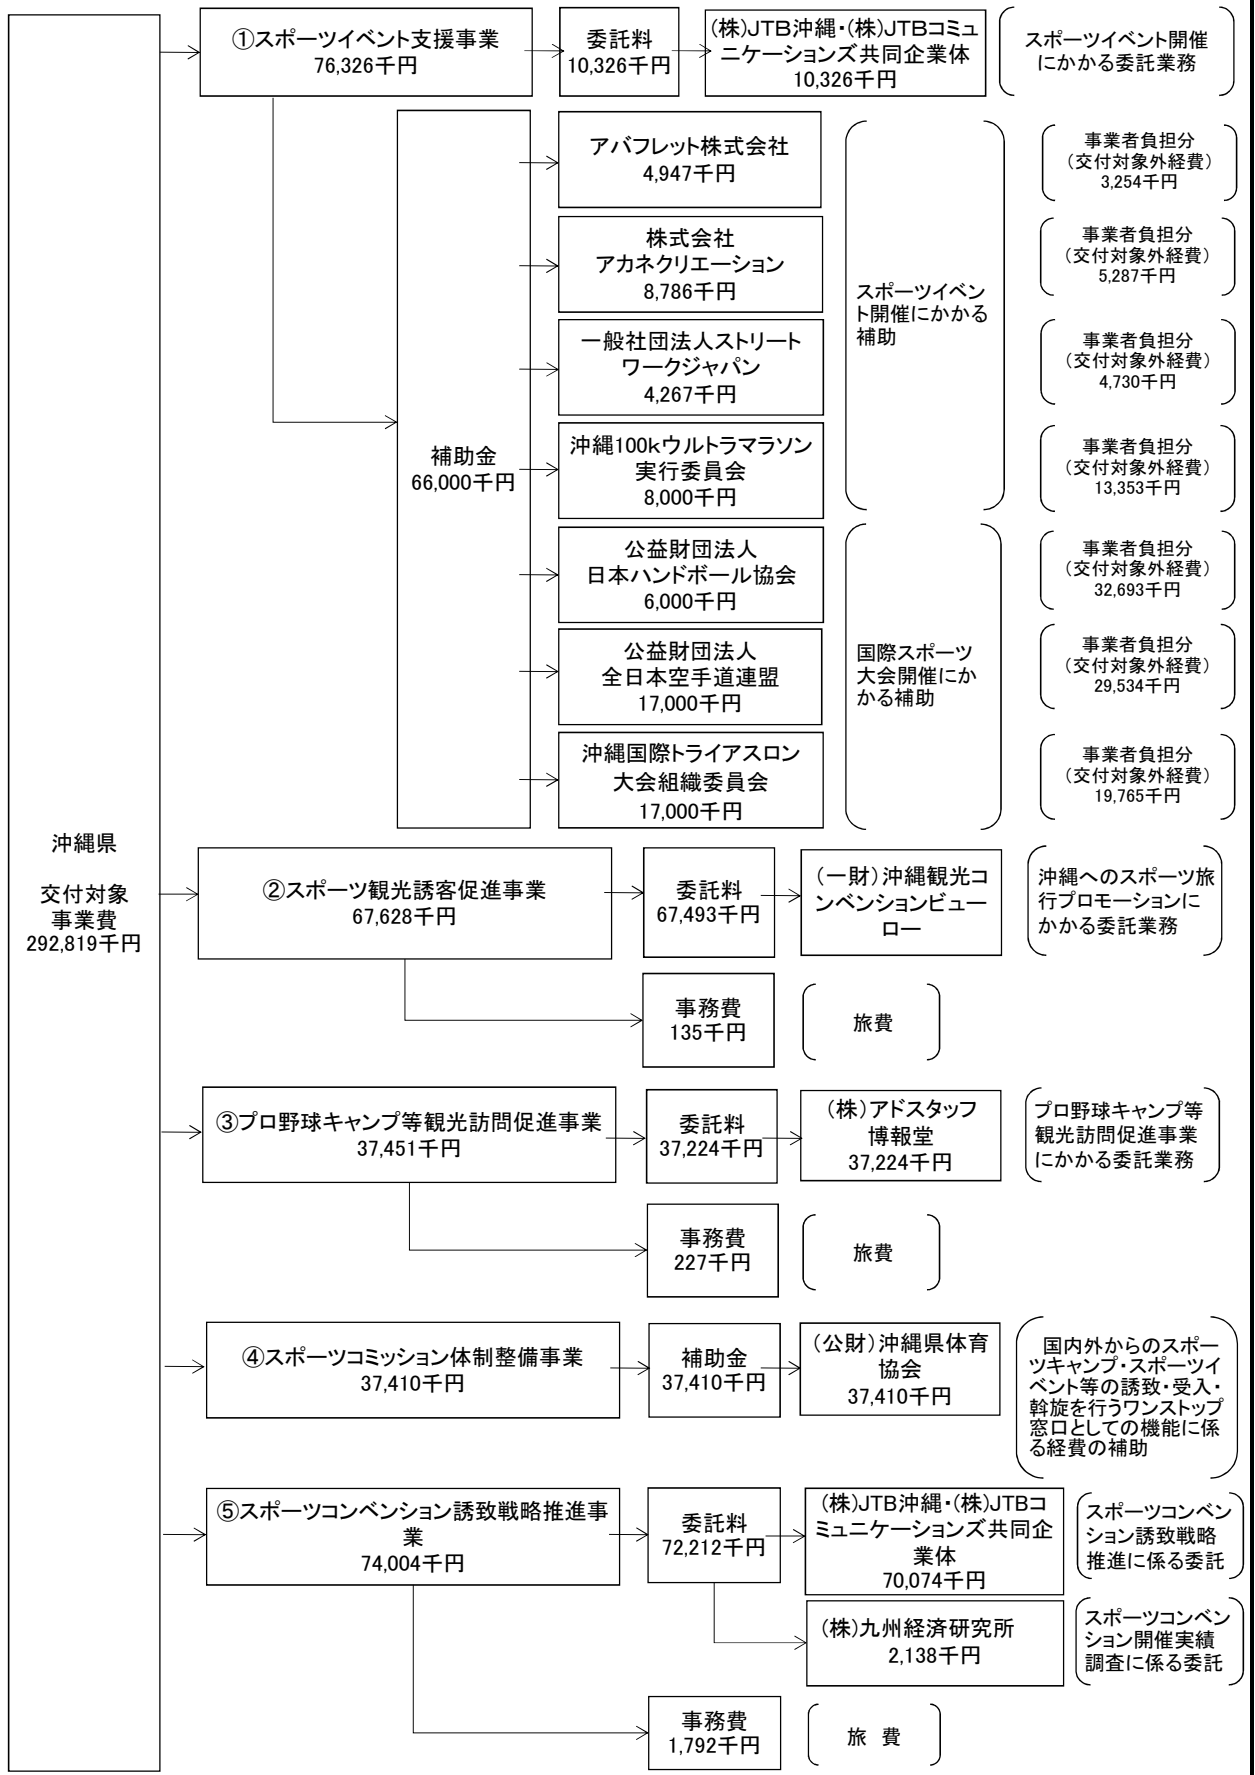 沖縄県
交付対象
事業費
292,819千円
①スポーツイベント支援事業
76,326千円
委託料
10,326千円
(株)JTB沖縄・(株)JTBコミュ
ニケーションズ共同企業体
10,326千円
スポーツイベント開催
にかかる委託業務
補助金
66,000千円
アバフレット株式会社
4,947千円
事業者負担分
(交付対象外経費)
3,254千円
株式会社
アカネクリエーション
8,786千円
事業者負担分
(交付対象外経費)
5,287千円
スポーツイベン
ト開催にかかる
補助
一般社団法人ストリート
ワークジャパン
4,267千円
事業者負担分
(交付対象外経費)
4,730千円
沖縄100kウルトラマラソン
実行委員会
8,000千円
事業者負担分
(交付対象外経費)
13,353千円
公益財団法人
日本ハンドボール協会
6,000千円
事業者負担分
(交付対象外経費)
32,693千円
公益財団法人
全日本空手道連盟
17,000千円
国際スポーツ
大会開催にか
かる補助
事業者負担分
(交付対象外経費)
29,534千円
沖縄国際トライアスロン
大会組織委員会
17,000千円
事業者負担分
(交付対象外経費)
19,765千円
②スポーツ観光誘客促進事業
67,628千円
委託料
67,493千円
(一財)沖縄観光コ
ンベンションビュー
ロー
沖縄へのスポーツ旅
行プロモーションに
かかる委託業務
事務費
135千円
旅費
③プロ野球キャンプ等観光訪問促進事業
37,451千円
委託料
37,224千円
(株)アドスタッフ
博報堂
37,224千円
プロ野球キャンプ等
観光訪問促進事業
にかかる委託業務
事務費
227千円
旅費
④スポーツコミッション体制整備事業
37,410千円
補助金
37,410千円
(公財)沖縄県体育
協会
37,410千円
国内外からのスポー
ツキャンプ・スポーツイ
ベント等の誘致・受入・
斡旋を行うワンストップ
窓口としての機能に係
る経費の補助
⑤スポーツコンベンション誘致戦略推進事
業
74,004千円
委託料
72,212千円
(株)JTB沖縄・(株)JTBコ
ミュニケーションズ共同企
業体
70,074千円
スポーツコンベン
ション誘致戦略
推進に係る委託
(株)九州経済研究所
2,138千円
スポーツコンベン
ション開催実績
調査に係る委託
事務費
1,792千円
旅 費